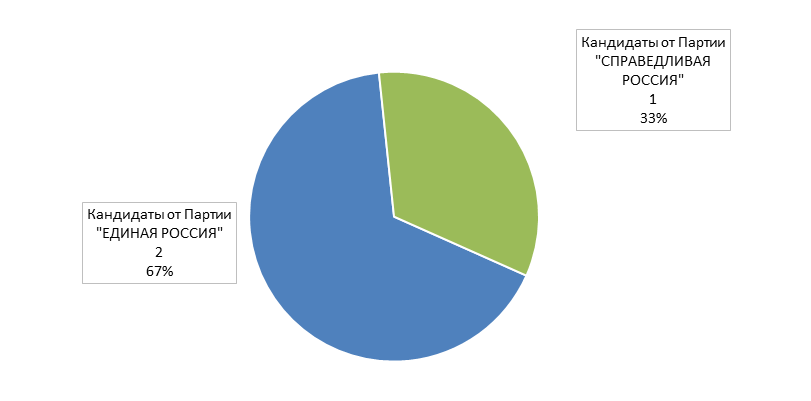 Кандидаты от Партии
"СПРАВЕДЛИВАЯ
РОССИЯ"
1
33%
Кандидаты от Партии
"ЕДИНАЯ РОССИЯ"
2
67%